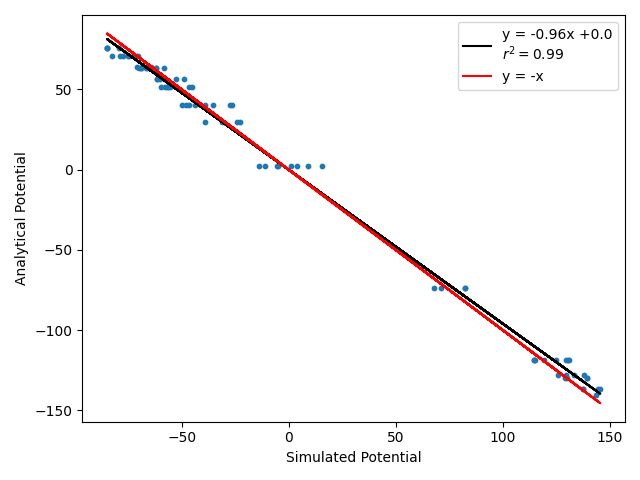 y = -0.96x +0.0
r² = 0.99
y = -x
50
0
−50
−100
−150
Analytical Potential
−50
0
50
100
150
Simulated Potential